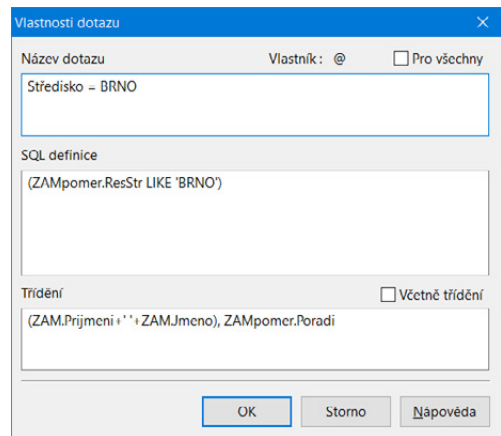 Vlastnosti dotazu
Název dotazu Vlastník : @ Pro všechny
Středisko = BRNO
SQL definice
(ZAMpomer.ResStr LIKE 'BRNO')
Třídění Včetně třídění
(ZAM.Prijmeni+' '+ZAM.Jmeno), ZAMpomer.Poradi
OK Storno Nápověda